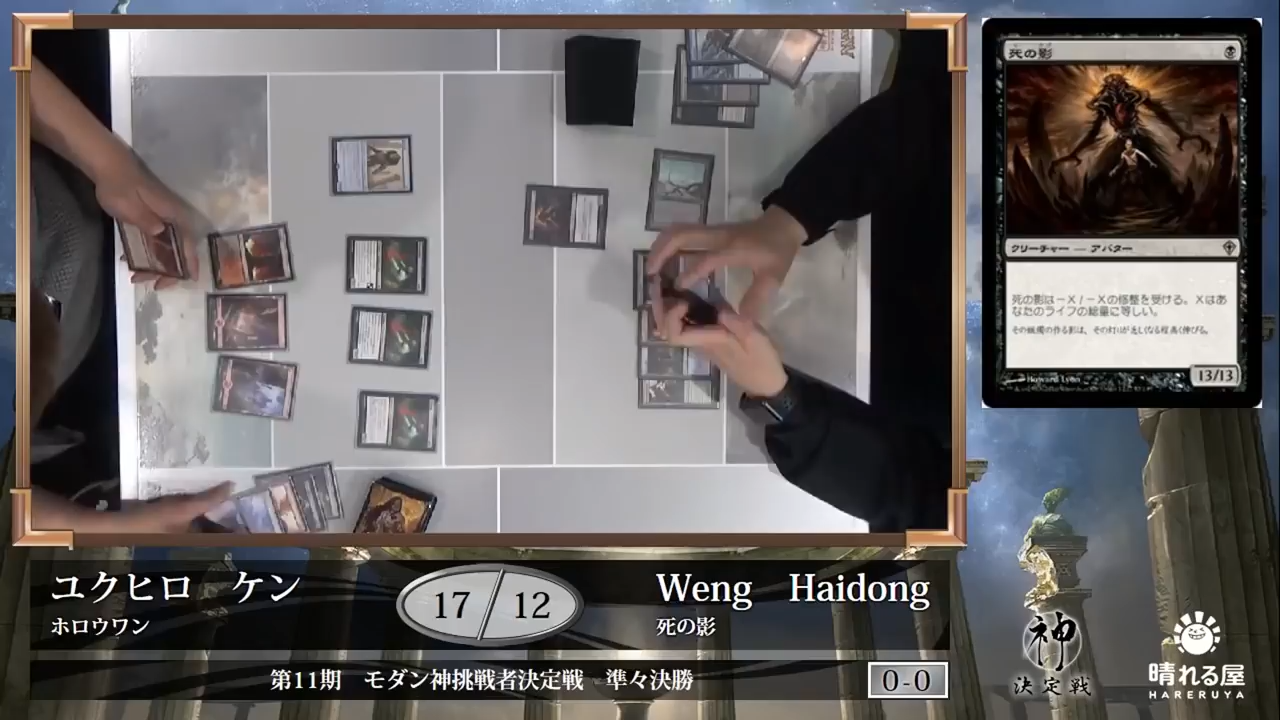 死の影
クリーチャー — アバター
死の影は－X/－Xの修整を受ける。Xはあ
なたのライフの総量に等しい。
13/13
ユクヒロ　ケン
ホロウワン
17/12
Weng Haidong
死の影
第11期　モダン神挑戦者決定戦　準々決勝
0-0
神
決定戦
晴れる屋
HARERUYA